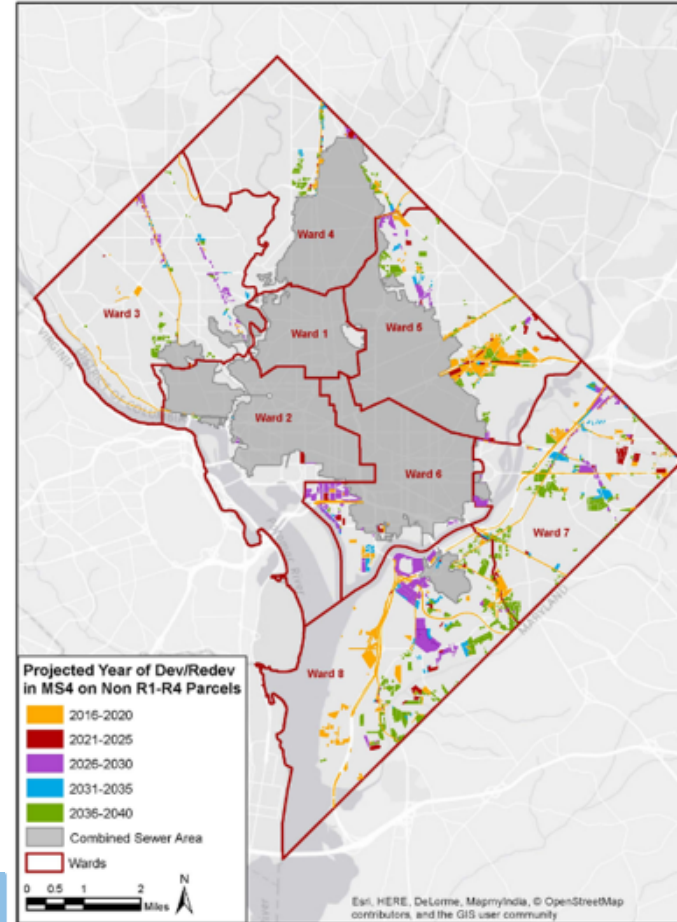 Ward 4
Ward 3
Ward 1
Ward 5
VIRGINIA
DISTRICT OF COLUMBIA
Ward 2
Ward 6
Ward 7
MARYLAND
Ward 8
River
Projected Year of Dev/Redev
in MS4 on Non R1-R4 Parcels
2016-2020
2021-2025
2026-2030
2031-2035
2036-2040
Combined Sewer Area
Wards
0 0.5 1 2
Miles
N
River
Esri, HERE, DeLorme, MapmyIndia, © OpenStreetMap
contributors, and the GIS user community